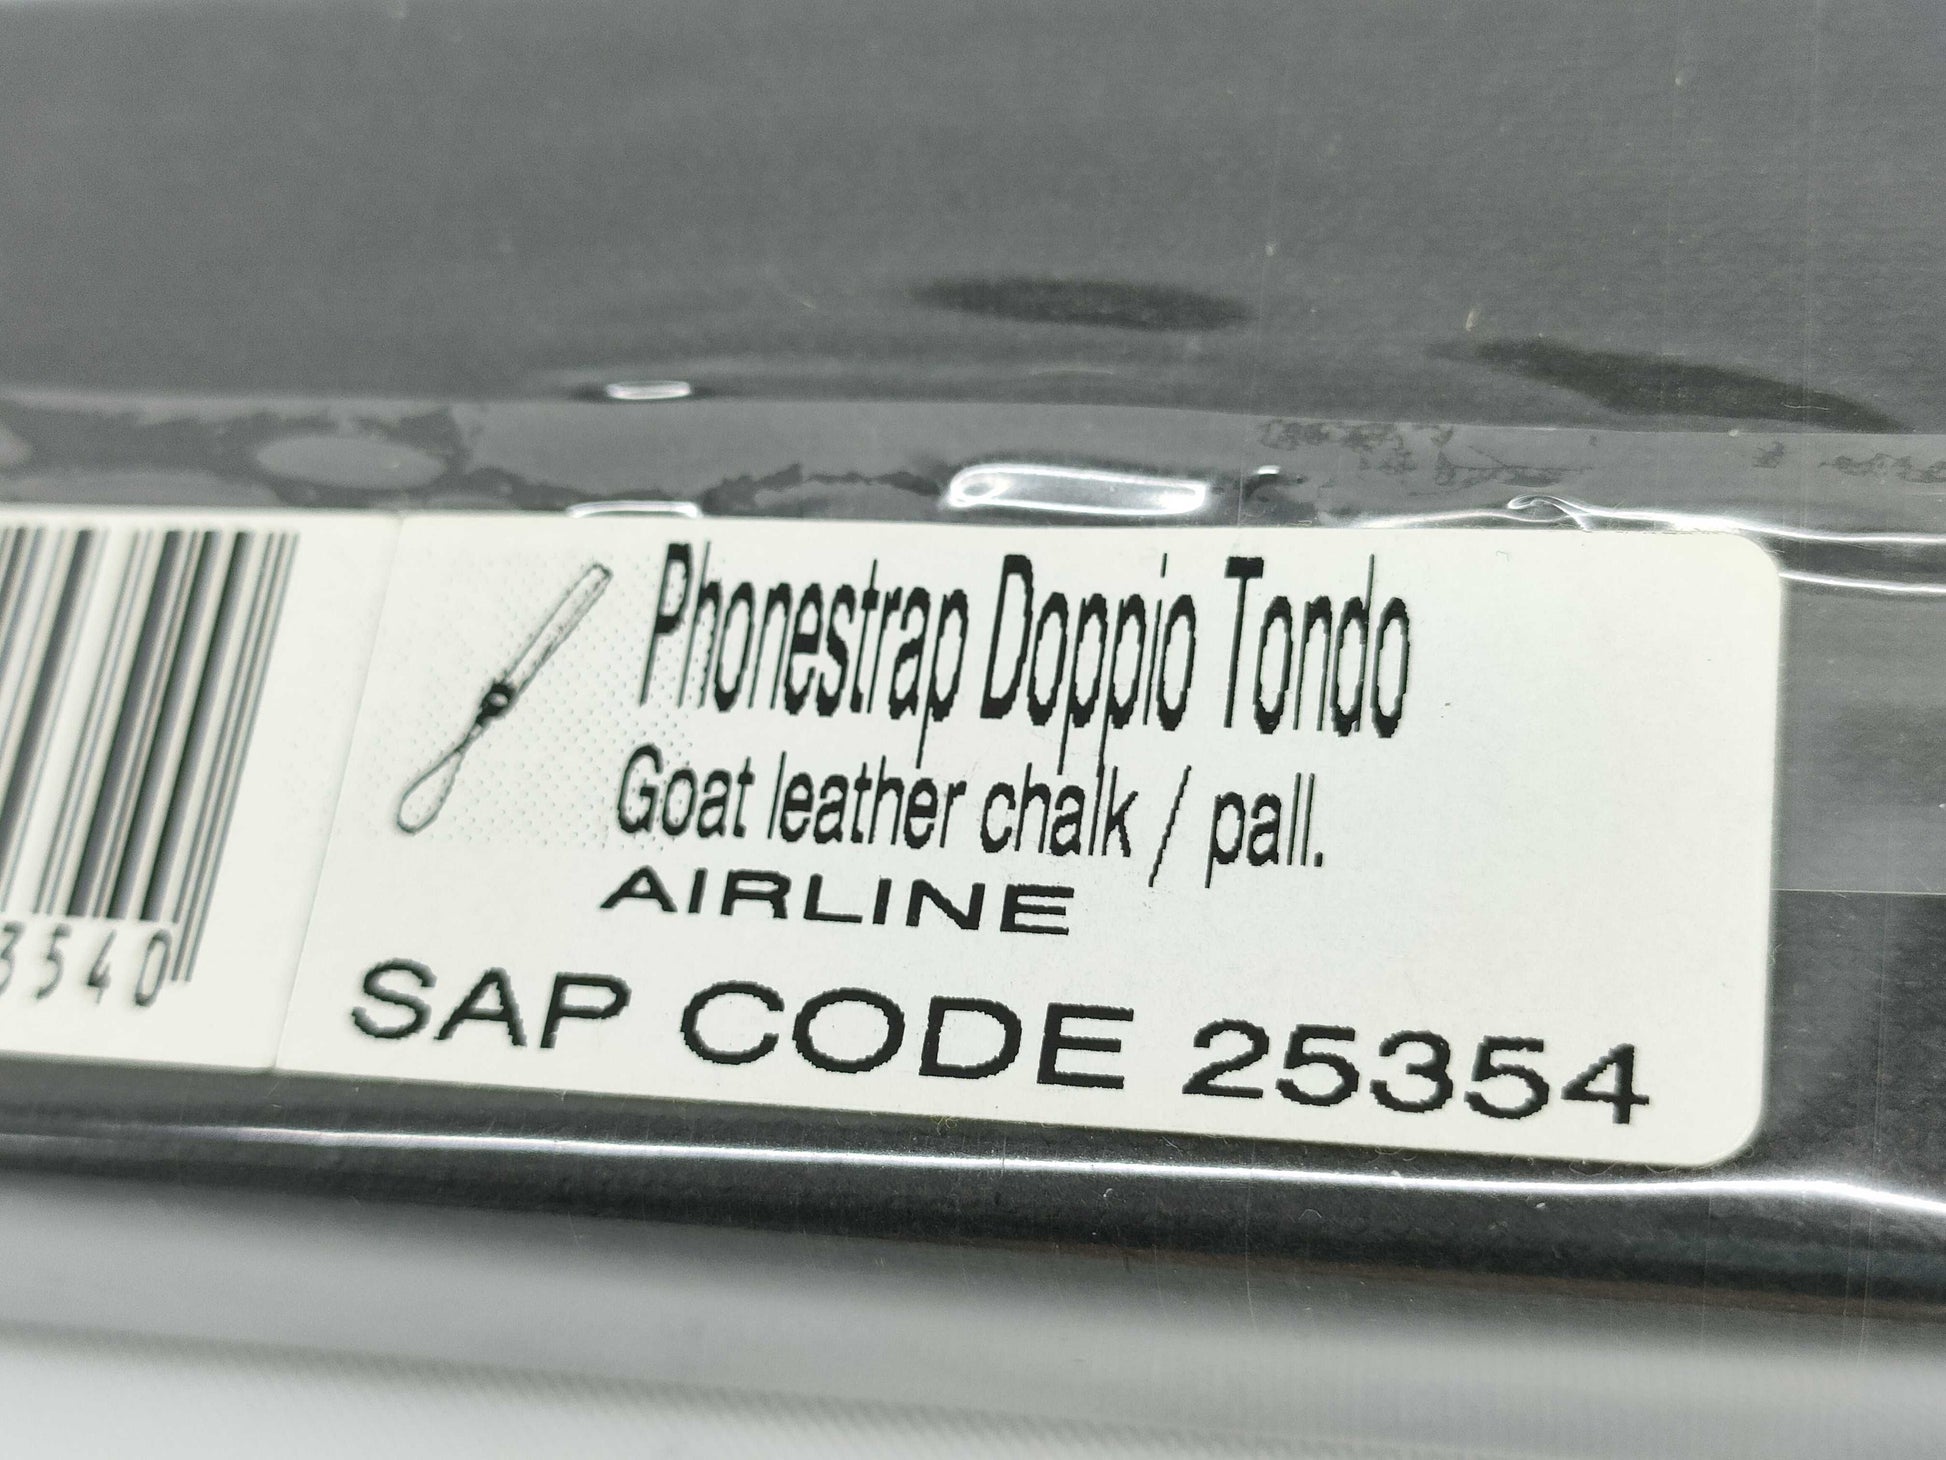 Phonestrap Doppio Tondo
Goat leather chalk / pall.
AIRLINE
SAP CODE 25354
3540